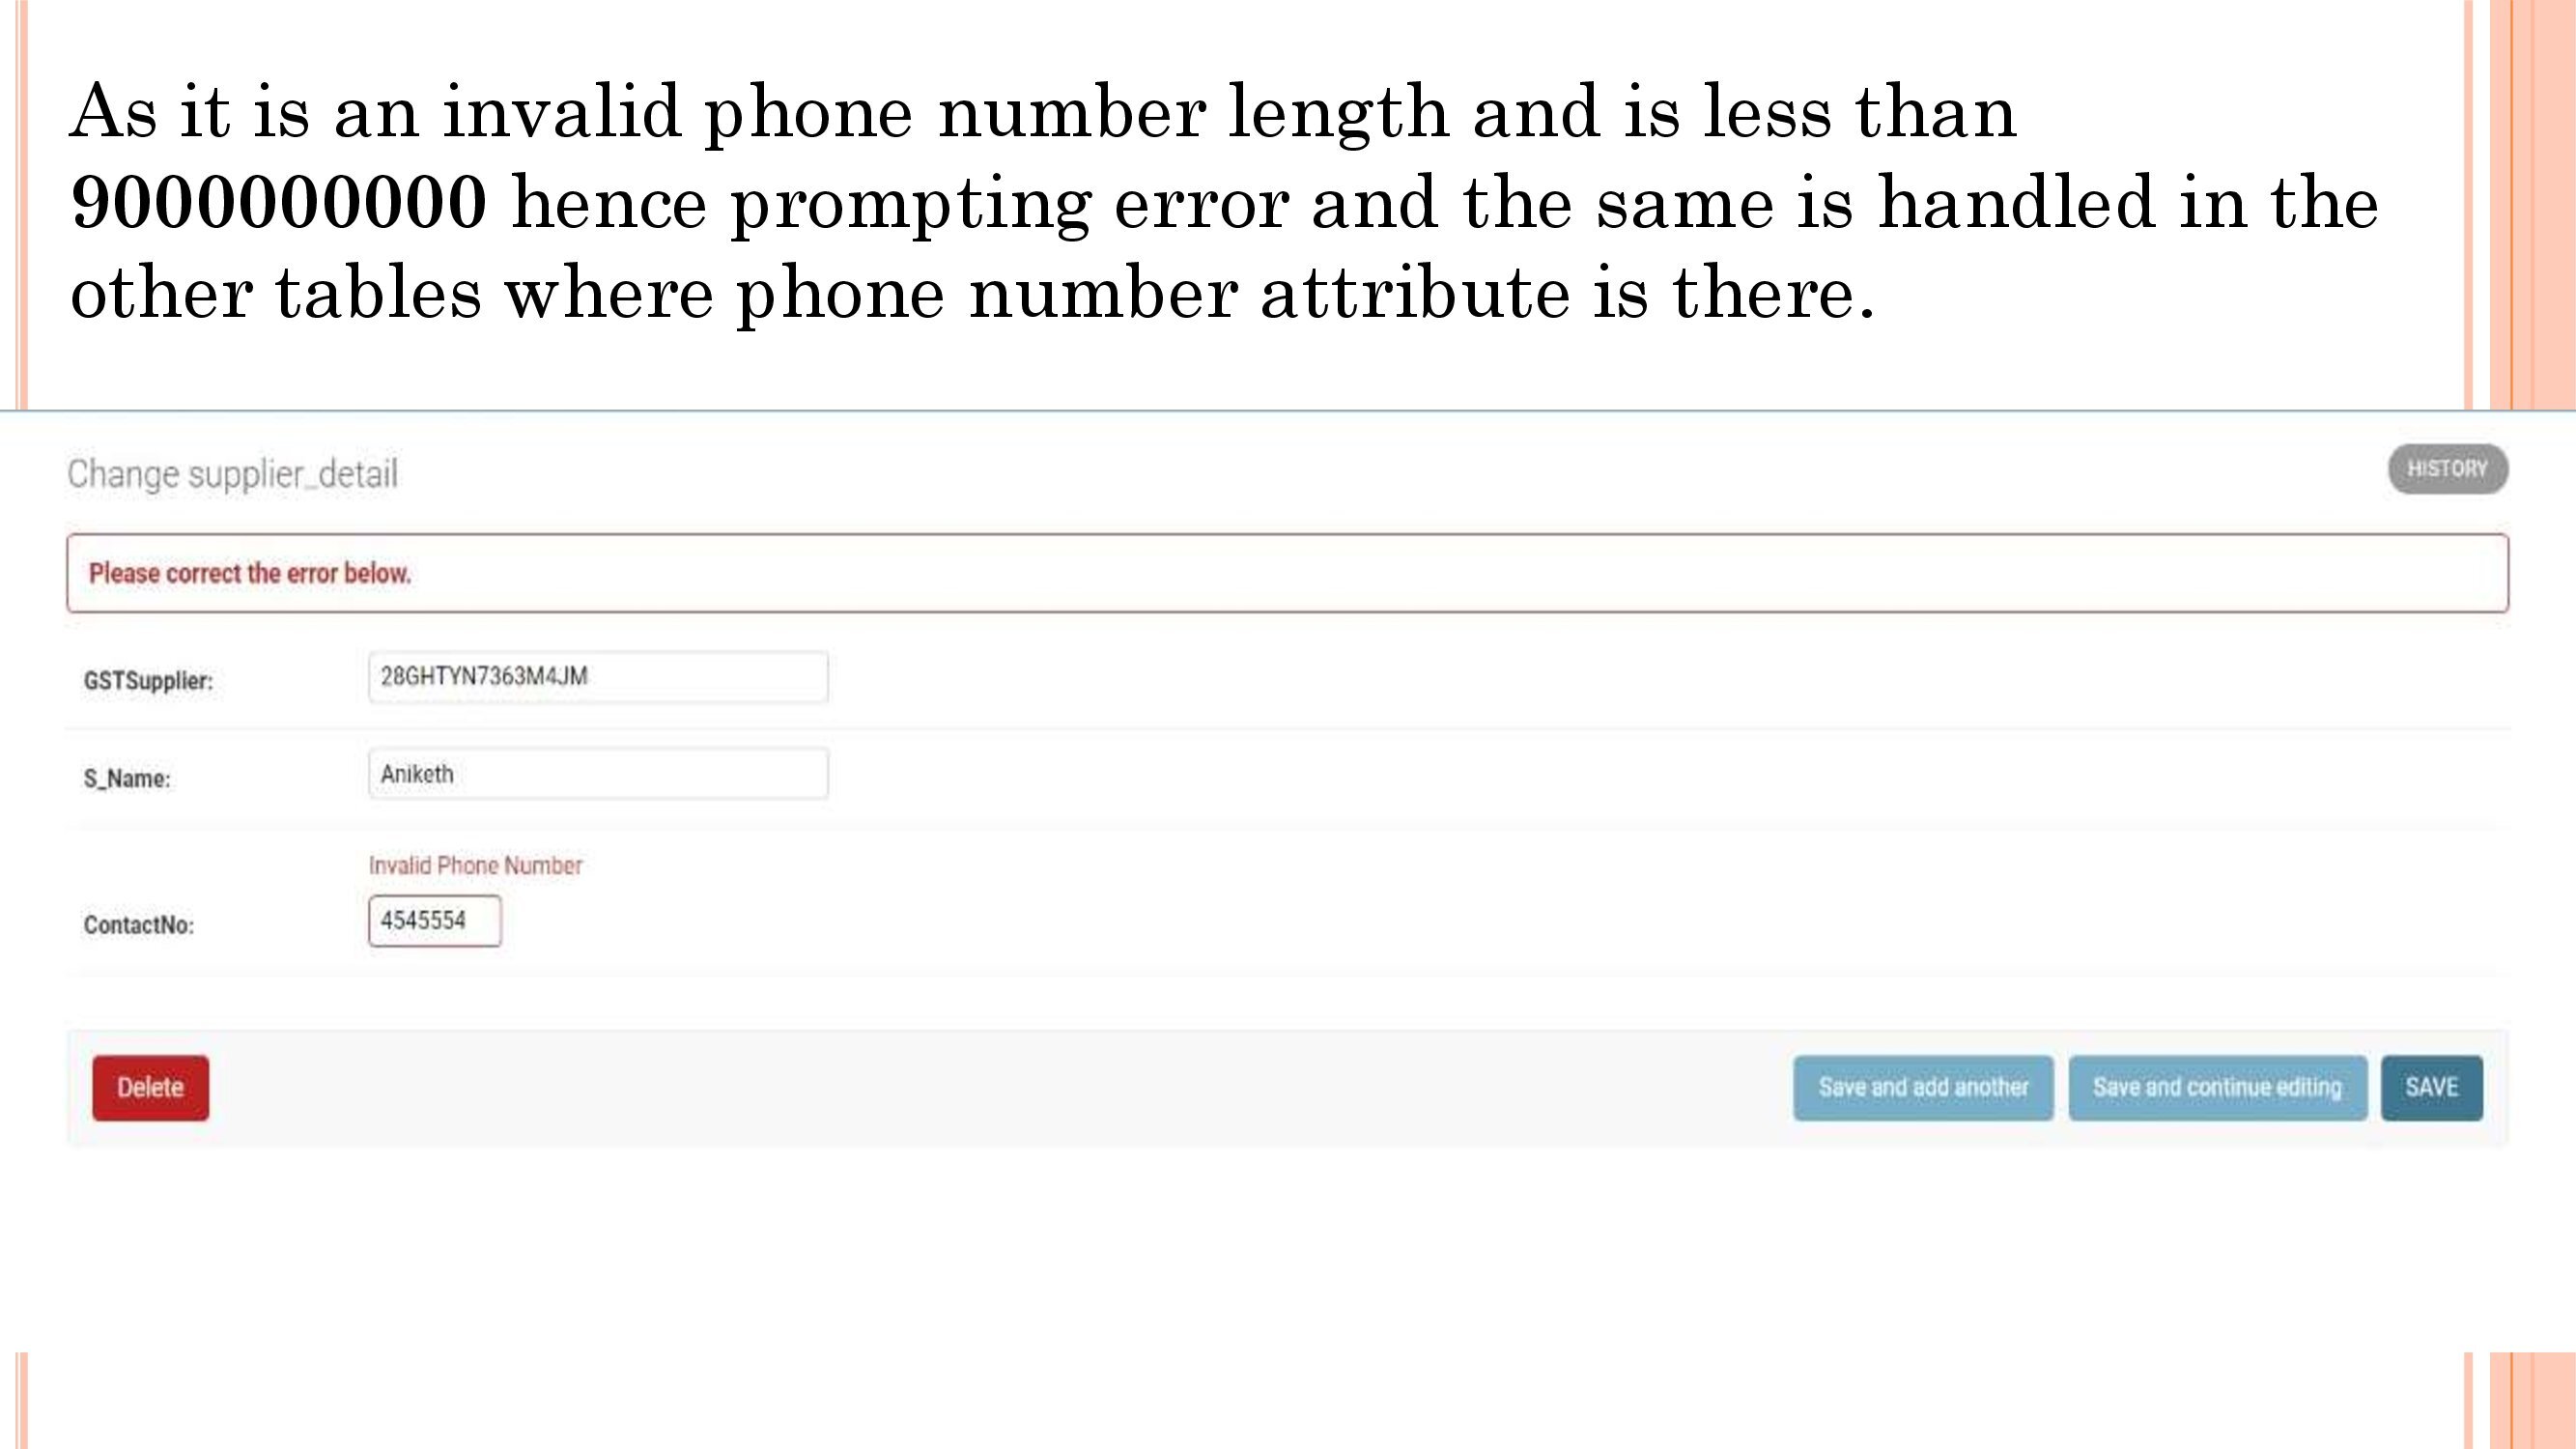 As it is an invalid phone number length and is less than
9000000000 hence prompting error and the same is handled in the
other tables where phone number attribute is there.
Change supplier_detail
HISTORY
Please correct the error below.
GSTSupplier:
28GHTYN7363M4JM
S_Name:
Aniketh
Invalid Phone Number
ContactNo:
4545554
Delete
Save and add another
Save and continue editing
SAVE